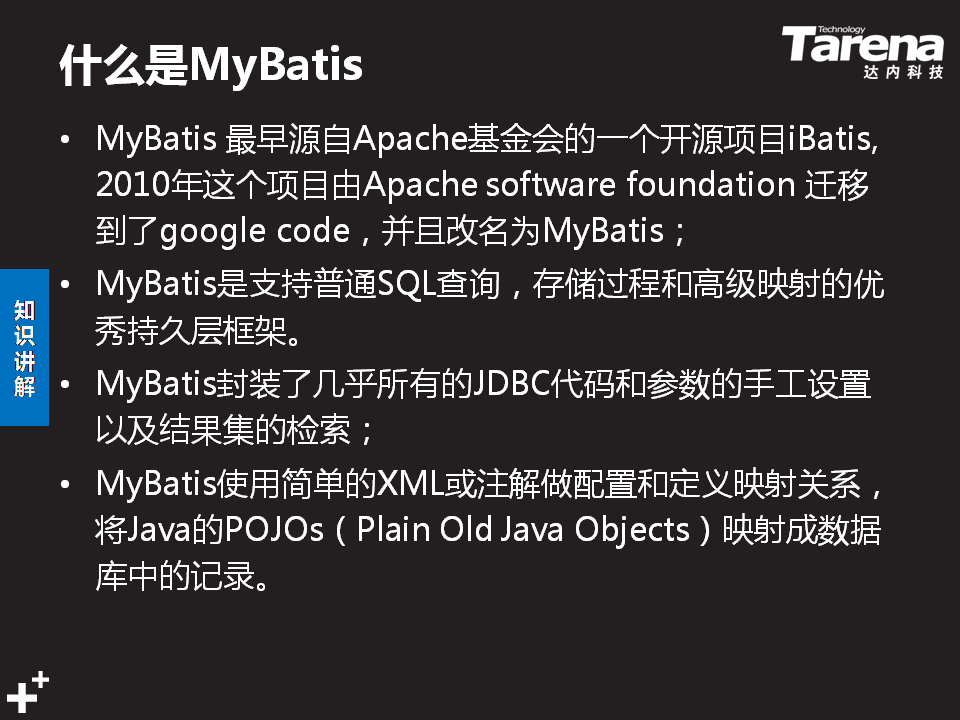 什么是MyBatis
Technology
Tarena
达内科技
• MyBatis 最早源自Apache基金会的一个开源项目iBatis,
2010年这个项目由Apache software foundation 迁移
到了google code，并且改名为MyBatis；
• MyBatis是支持普通SQL查询，存储过程和高级映射的优
秀持久层框架。
• MyBatis封装了几乎所有的JDBC代码和参数的手工设置
以及结果集的检索；
• MyBatis使用简单的XML或注解做配置和定义映射关系，
将Java的POJOs（Plain Old Java Objects）映射成数据
库中的记录。
知
识
讲
解